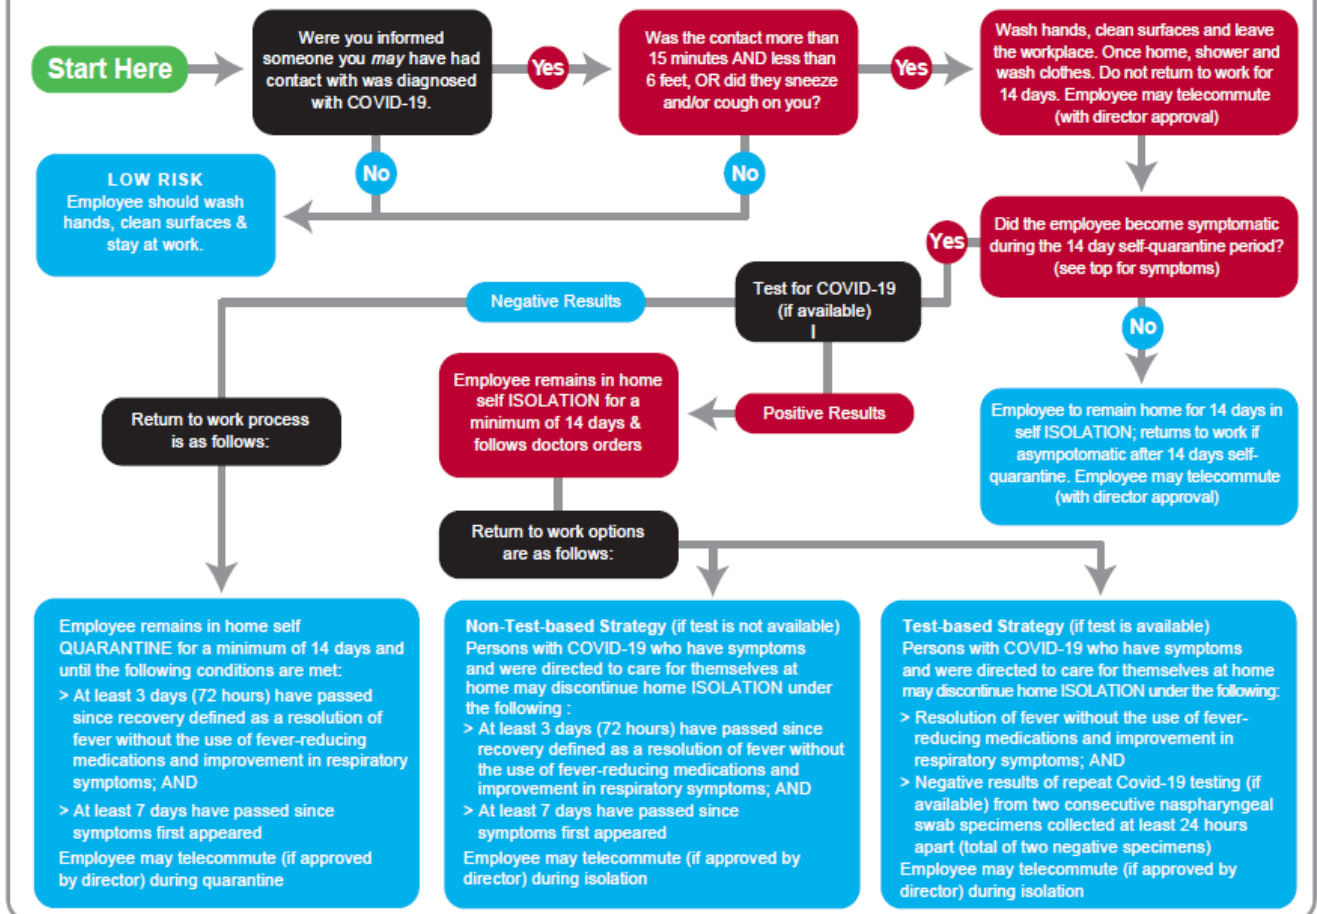 Start Here
Were you informed
someone you may have had
contact with was diagnosed
with COVID-19.
Yes
Was the contact more than
15 minutes AND less than
6 feet, OR did they sneeze
and/or cough on you?
Yes
Wash hands, clean surfaces and leave
the workplace. Once home, shower and
wash clothes. Do not return to work for
14 days. Employee may telecommute
(with director approval)
No
No
LOW RISK
Employee should wash
hands, clean surfaces &
stay at work.
Did the employee become symptomatic
during the 14 day self-quarantine period?
(see top for symptoms)
Yes
Test for COVID-19
(if available)
Negative Results
No
Employee remains in home
self ISOLATION for a
minimum of 14 days &
follows doctors orders
Positive Results
Employee to remain home for 14 days in
self ISOLATION; returns to work if
asympotomatic after 14 days self-
quarantine. Employee may telecommute
(with director approval)
Return to work process
is as follows:
Return to work options
are as follows:
Employee remains in home self
QUARANTINE for a minimum of 14 days and
until the following conditions are met:
> At least 3 days (72 hours) have passed
since recovery defined as a resolution of
fever without the use of fever-reducing
medications and improvement in respiratory
symptoms; AND
> At least 7 days have passed since
symptoms first appeared
Employee may telecommute (if approved
by director) during quarantine
Non-Test-based Strategy (if test is not available)
Persons with COVID-19 who have symptoms
and were directed to care for themselves at
home may discontinue home ISOLATION under
the following :
> At least 3 days (72 hours) have passed since
recovery defined as a resolution of fever without
the use of fever-reducing medications and
improvement in respiratory symptoms; AND
> At least 7 days have passed since
symptoms first appeared
Employee may telecommute (if approved by
director) during isolation
Test-based Strategy (if test is available)
Persons with COVID-19 who have symptoms
and were directed to care for themselves at home
may discontinue home ISOLATION under the following:
> Resolution of fever without the use of fever-
reducing medications and improvement in
respiratory symptoms; AND
> Negative results of repeat Covid-19 testing (if
available) from two consecutive naspharyngeal
swab specimens collected at least 24 hours
apart (total of two negative specimens)
Employee may telecommute (if approved by
director) during isolation